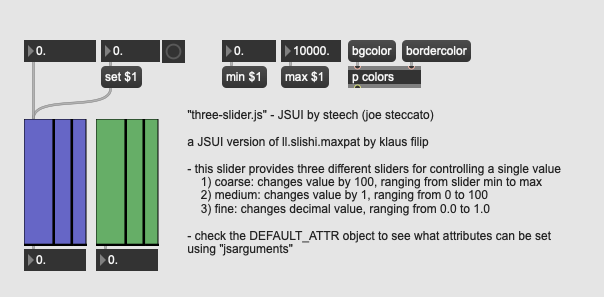 0.
0.
0.
10000.
bgcolor
bordercolor
set $1
min $1
max $1
p colors
"three-slider.js" - JSUI by steech (joe steccato)
a JSUI version of ll.slishi.maxpat by klaus filip
- this slider provides three different sliders for controlling a single value
1) coarse: changes value by 100, ranging from slider min to max
2) medium: changes value by 1, ranging from 0 to 100
3) fine: changes decimal value, ranging from 0.0 to 1.0
- check the DEFAULT_ATTR object to see what attributes can be set
using "jsarguments"
0.
0.